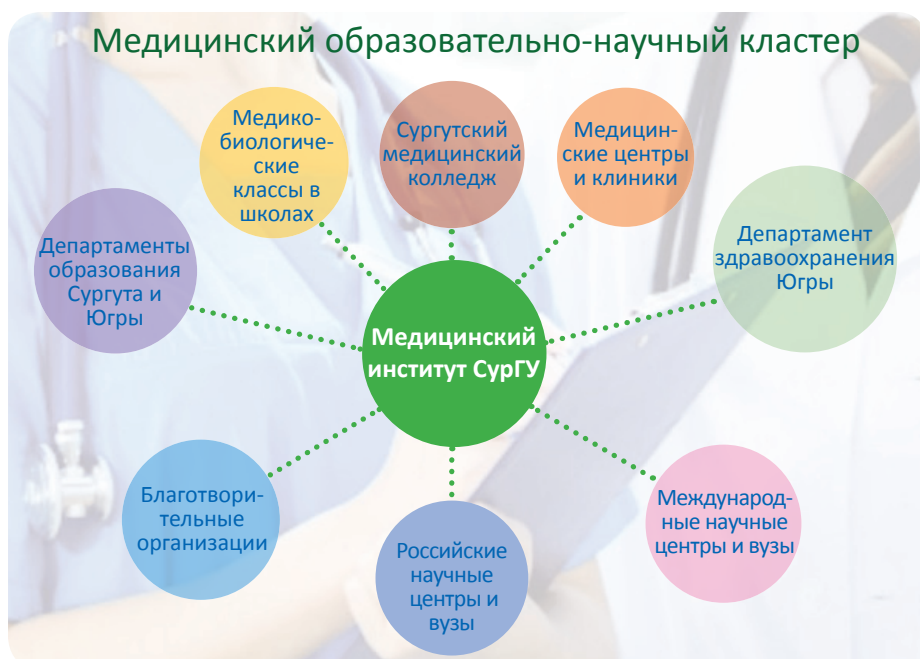 Медицинский образовательно-научный кластер
Медико-
биологиче-
ские
классы в
школах
Сургутский
медицинский
колледж
Медицин-
ские центры
и клиники
Департаменты
образования
Сургута и
Югры
Департамент
здравоохранения
Югры
Медицинский
институт СурГУ
Благотвори-
тельные
организации
Российские
научные
центры и
вузы
Международ-
ные научные
центры и вузы